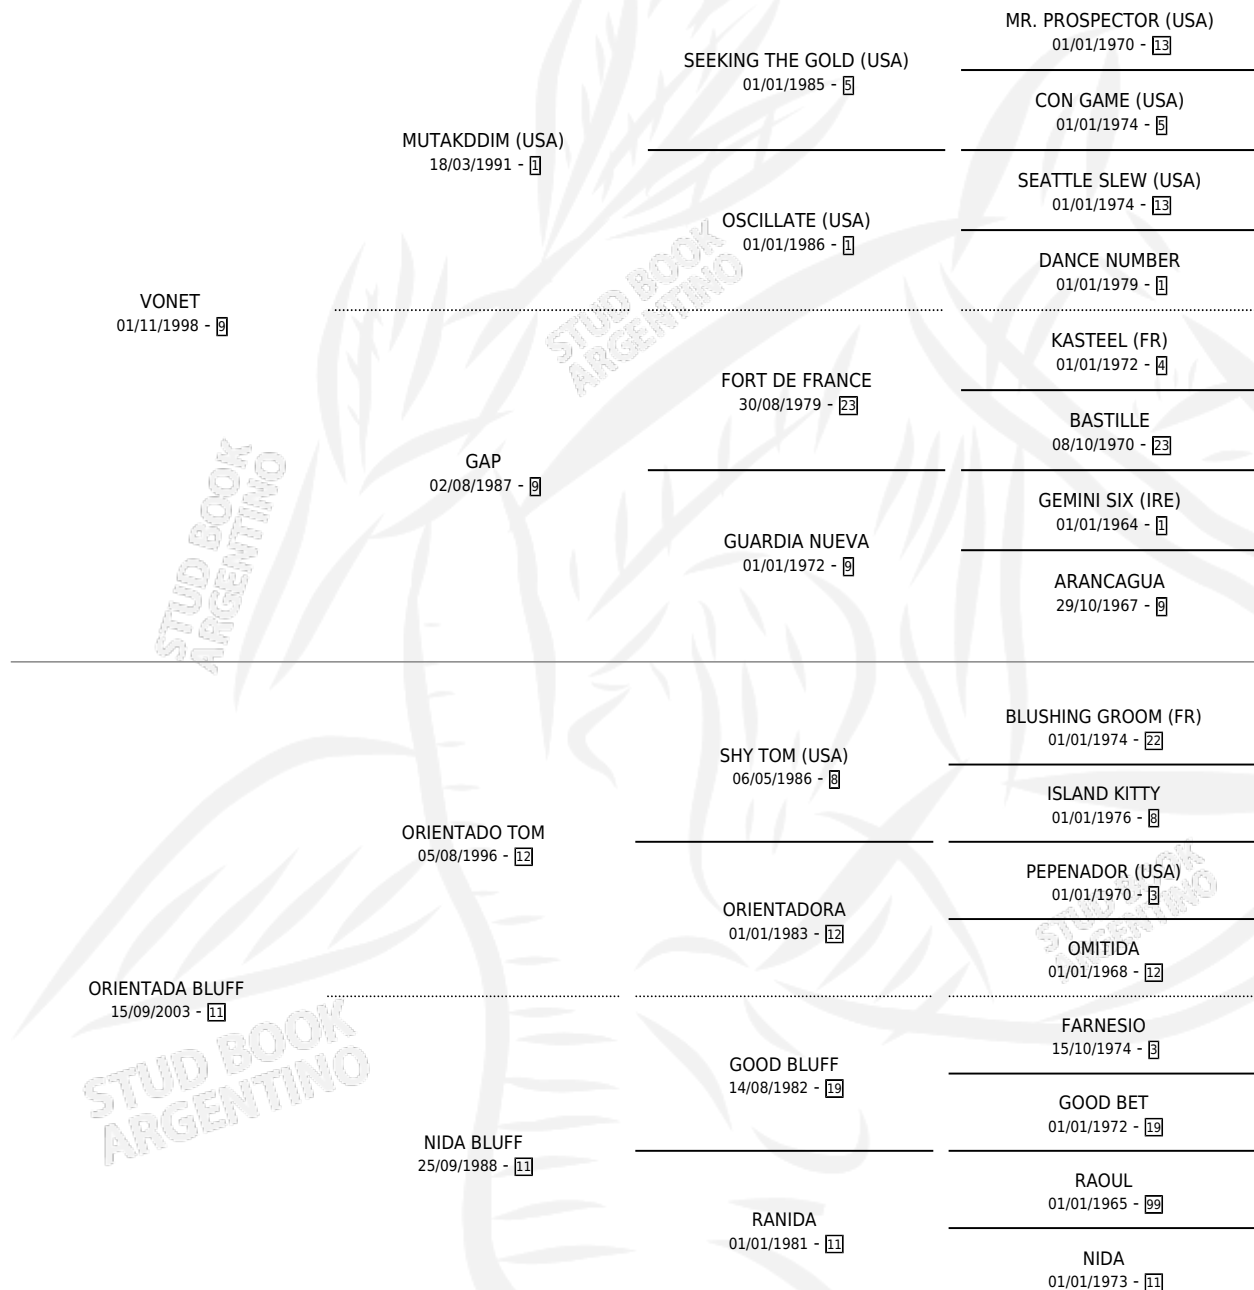 MR. PROSPECTOR (USA)
01/01/1970 - 13
SEEKING THE GOLD (USA)
01/01/1985 - 5
CON GAME (USA)
01/01/1974 - 5
MUTAKDDIM (USA)
18/03/1991 - 1
SEATTLE SLEW (USA)
01/01/1974 - 13
OSCILLATE (USA)
01/01/1986 - 1
DANCE NUMBER
01/01/1979 - 1
VONET
01/11/1998 - 9
KASTEEL (FR)
01/01/1972 - 4
FORT DE FRANCE
30/08/1979 - 23
BASTILLE
08/10/1970 - 23
GAP
02/08/1987 - 9
GEMINI SIX (IRE)
01/01/1964 - 1
GUARDIA NUEVA
01/01/1972 - 9
ARANCAGUA
29/10/1967 - 9
BLUSHING GROOM (FR)
01/01/1974 - 22
SHY TOM (USA)
06/05/1986 - 8
ISLAND KITTY
01/01/1976 - 8
ORIENTADO TOM
05/08/1996 - 12
PEPENADOR (USA)
01/01/1970 - 3
ORIENTADORA
01/01/1983 - 12
OMITIDA
01/01/1968 - 12
ORIENTADA BLUFF
15/09/2003 - 11
FARNESIO
15/10/1974 - 3
GOOD BLUFF
14/08/1982 - 19
GOOD BET
01/01/1972 - 19
NIDA BLUFF
25/09/1988 - 11
RAOUL
01/01/1965 - 99
RANIDA
01/01/1981 - 11
NIDA
01/01/1973 - 11
STUD BOOK
ARGENTINO
STUD BOOK
ARGENTINO
STUD BOOK
ARGENTINO
STUD BOOK
ARGENTINO